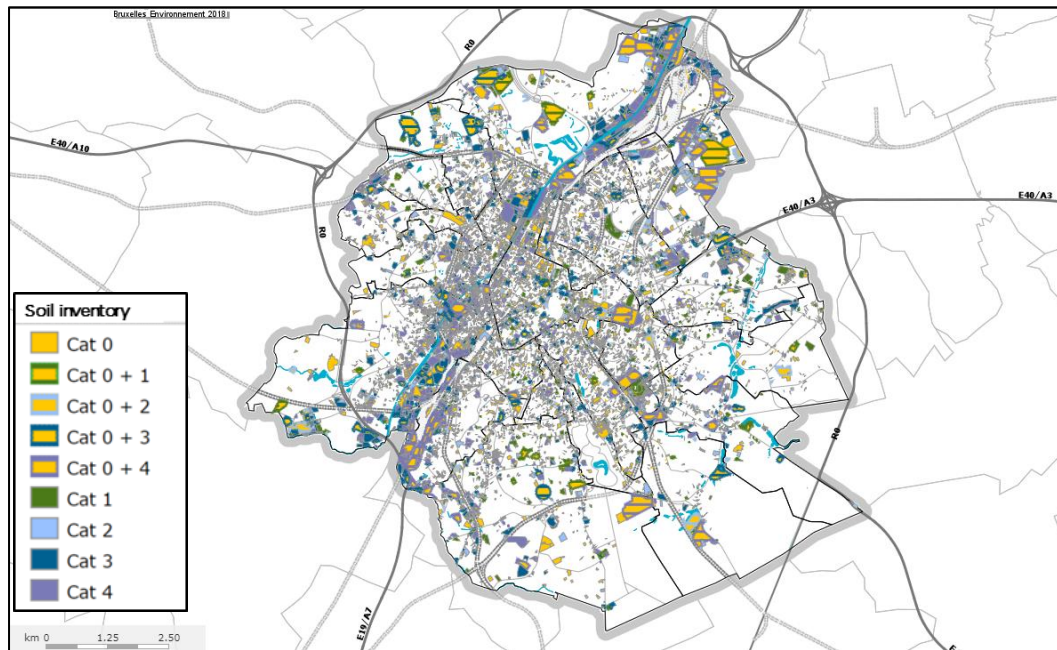 Bruxelles Environnement 2018
R0
E40/A10
E40/A3
E40/A3
R0
Soil inventory
Cat 0
Cat 0 + 1
Cat 0 + 2
Cat 0 + 3
Cat 0 + 4
Cat 1
Cat 2
Cat 3
Cat 4
R0
E19/A7
km 0 1.25 2.50